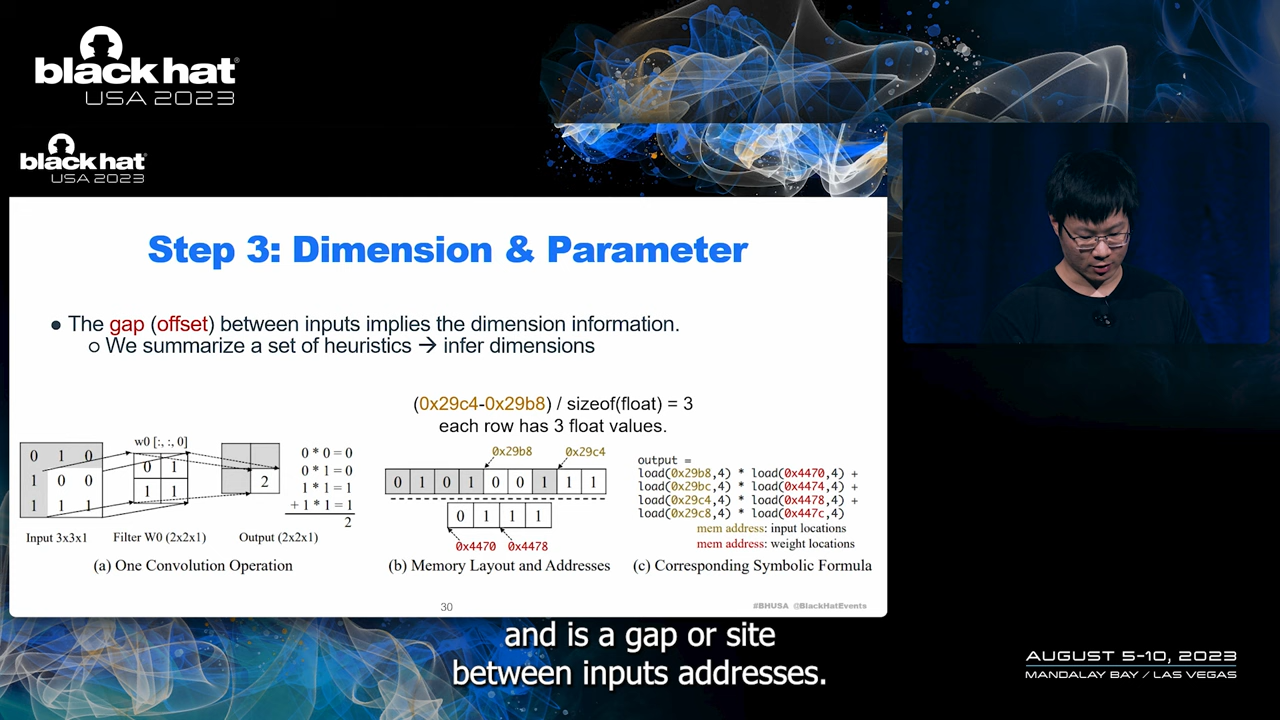 black hat
USA 2023
black hat
USA 2023
Step 3: Dimension & Parameter
● The gap (offset) between inputs implies the dimension information.
○ We summarize a set of heuristics → infer dimensions
(0x29c4-0x29b8) / sizeof(float) = 3
each row has 3 float values.
w0 [:, :, 0]
0 1 0
1 0 0
1 1 1
0 1
1 1
2
0 * 0 = 0
0 * 1 = 0
1 * 1 = 1
+ 1 * 1 = 1
2
Input 3x3x1
Filter W0 (2x2x1)
Output (2x2x1)
(a) One Convolution Operation
0x29b8
0x29c4
0 1 0 1 0 0 1 1 1
0 1 1 1
0x4470
0x4478
(b) Memory Layout and Addresses
output =
load(0x29b8,4) * load(0x4470,4) +
load(0x29bc,4) * load(0x4474,4) +
load(0x29c4,4) * load(0x4478,4) +
load(0x29c8,4) * load(0x447c,4)
mem address: input locations
mem address: weight locations
(c) Corresponding Symbolic Formula
30
#BHUSA @BlackHatEvents
and is a gap or site
between inputs addresses.
AUGUST 5-10, 2023
MANDALAY BAY / LAS VEGAS